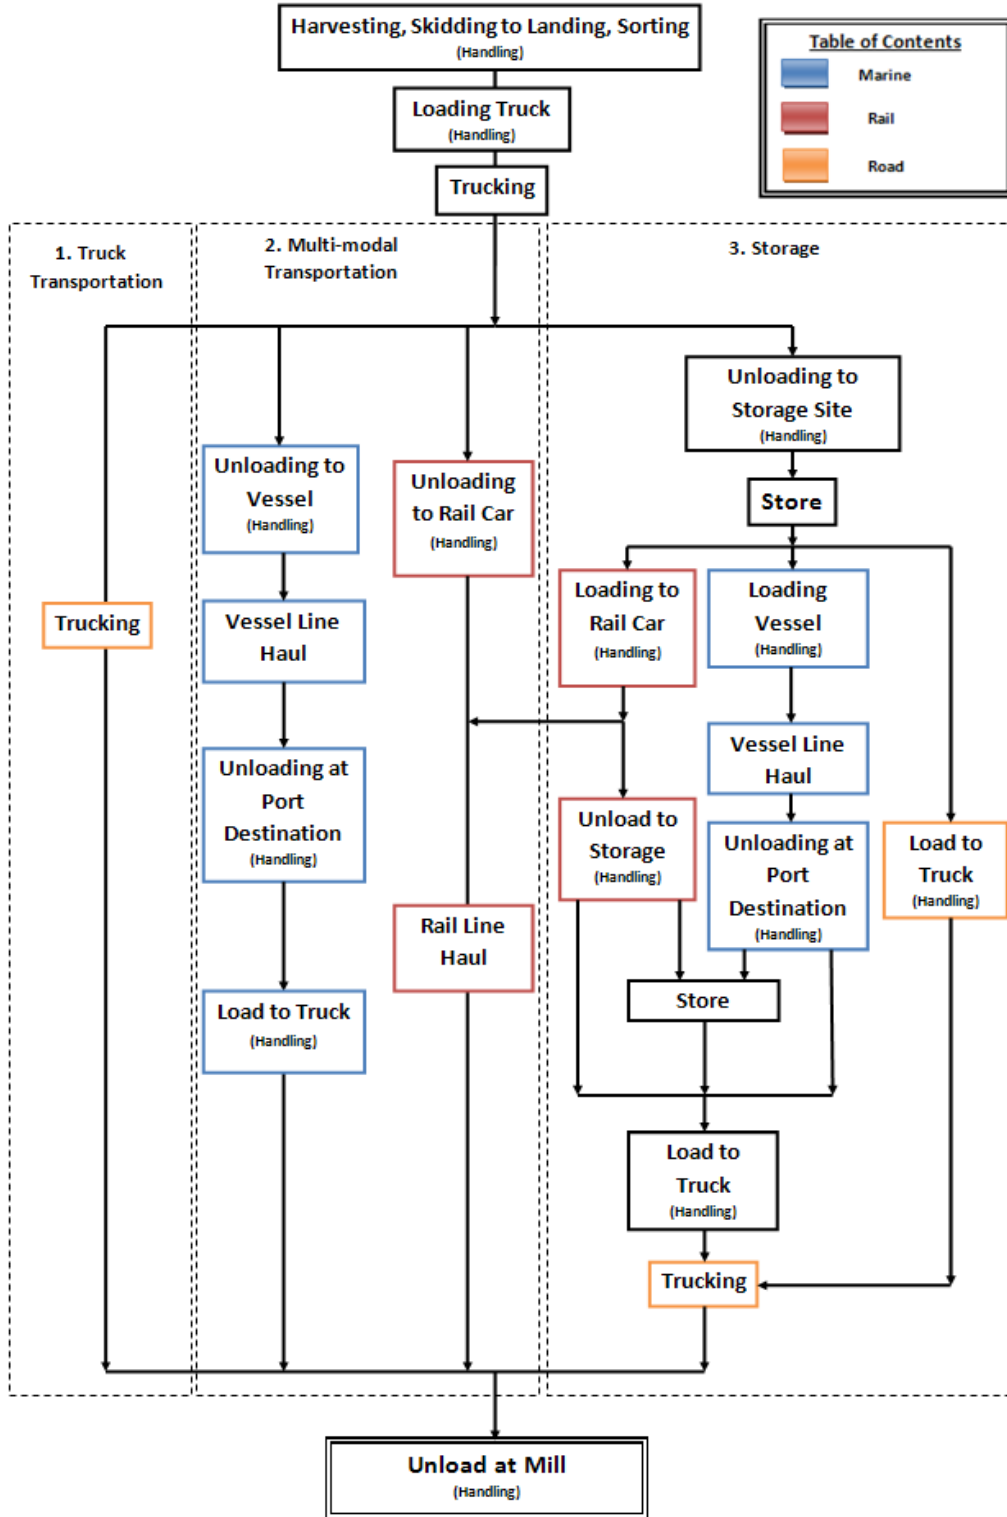 Harvesting, Skidding to Landing, Sorting
(Handling)
Table of Contents
Marine
Rail
Road
Loading Truck
(Handling)
Trucking
1. Truck
Transportation
2. Multi-modal
Transportation
3. Storage
Unloading to
Storage Site
(Handling)
Store
Unloading to
Vessel
(Handling)
Unloading
to Rail Car
(Handling)
Trucking
Vessel Line
Haul
Loading to
Rail Car
(Handling)
Loading
Vessel
(Handling)
Vessel Line
Haul
Unloading at
Port
Destination
(Handling)
Unload to
Storage
(Handling)
Unloading at
Port
Destination
(Handling)
Load to
Truck
(Handling)
Rail Line
Haul
Store
Load to Truck
(Handling)
Load to
Truck
(Handling)
Trucking
Unload at Mill
(Handling)